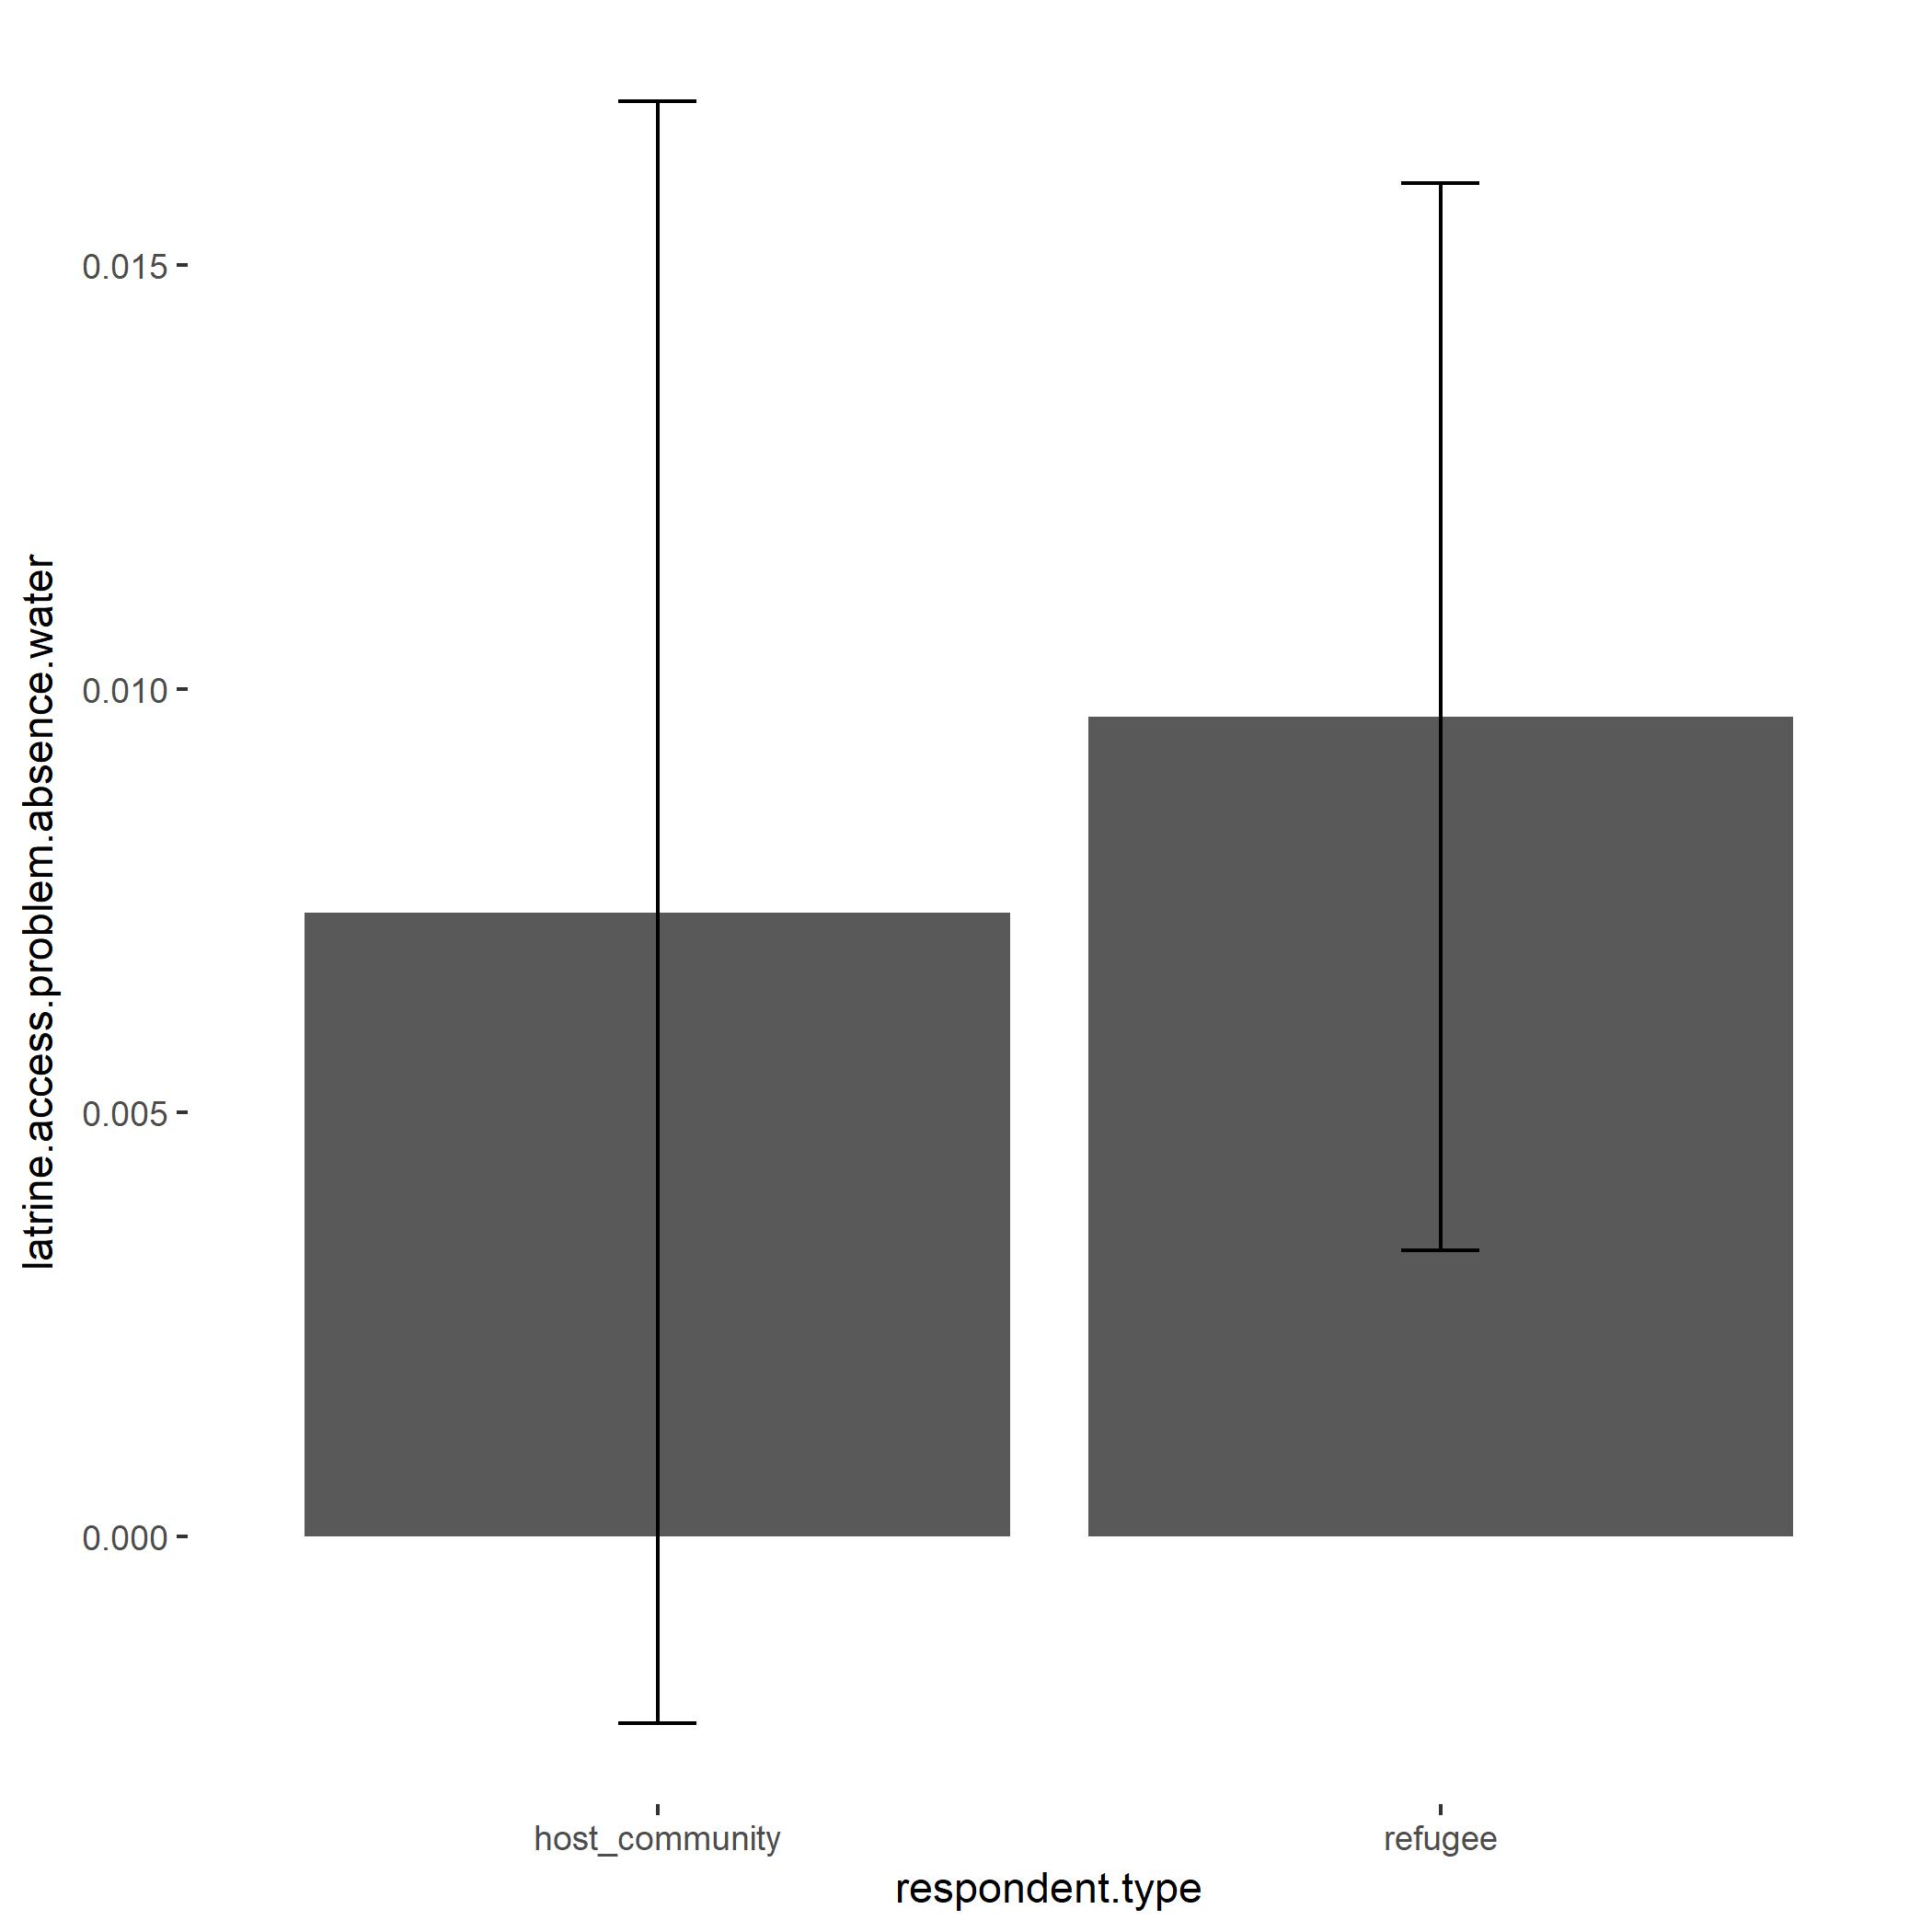 latrine.access.problem.absence.water
0.015
0.010
0.005
0.000
host_community
refugee
respondent.type